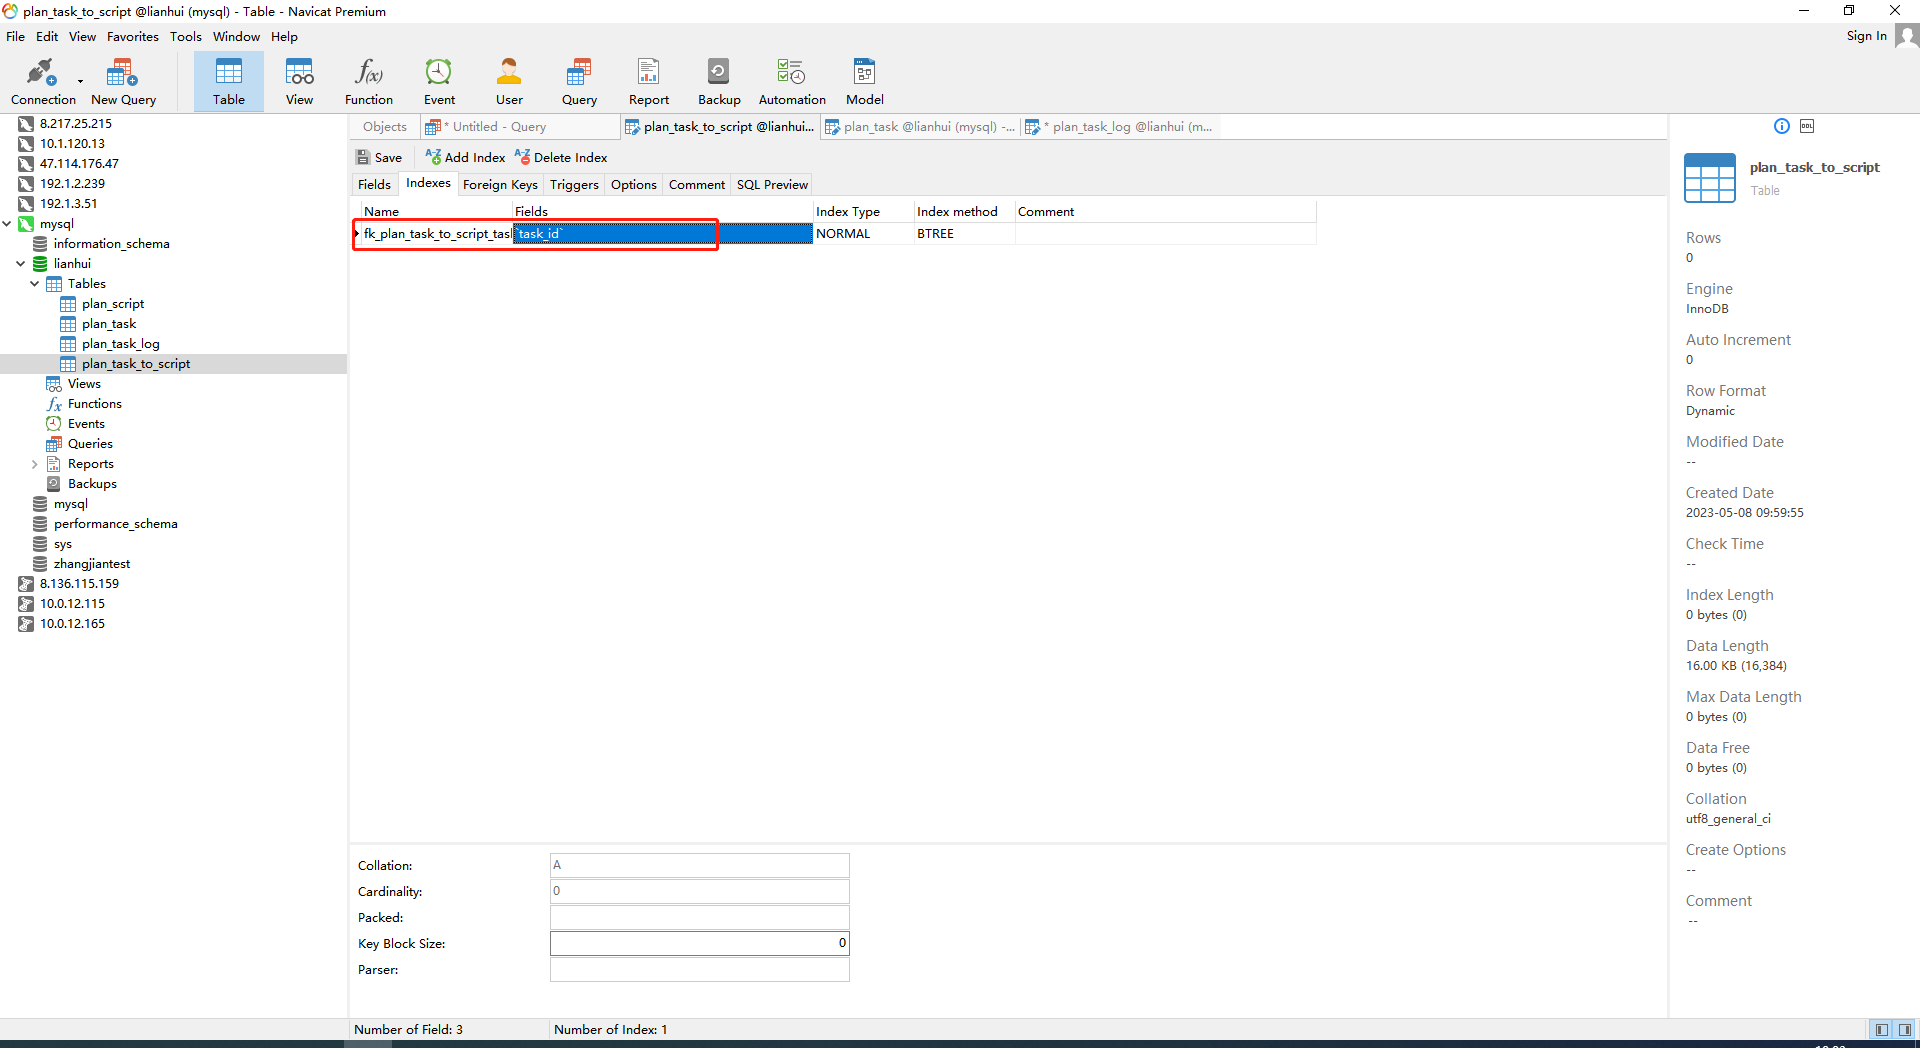 plan_task_to_script @lianhui (mysql) - Table - Navicat Premium
File Edit View Favorites Tools Window Help
Sign In
Connection New Query Table View Function Event User Query Report Backup Automation Model
8.217.25.215
10.1.120.13
47.114.176.47
192.1.2.239
192.1.3.51
mysql
information_schema
lianhui
Tables
plan_script
plan_task
plan_task_log
plan_task_to_script
Views
Functions
Events
Queries
Reports
Backups
mysql
performance_schema
sys
zhangjiantest
8.136.115.159
10.0.12.115
10.0.12.165
Objects * Untitled - Query plan_task_to_script @lianhui... plan_task @lianhui (mysql) -... * plan_task_log @lianhui (m...
Save Add Index Delete Index
Fields Indexes Foreign Keys Triggers Options Comment SQL Preview
Name Fields Index Type Index method Comment
fk_plan_task_to_script_tas `task_id` NORMAL BTREE
Collation: A
Cardinality: 0
Packed:
Key Block Size: 0
Parser:
Number of Field: 3 Number of Index: 1
DDL
plan_task_to_script
Table
Rows
0
Engine
InnoDB
Auto Increment
0
Row Format
Dynamic
Modified Date
--
Created Date
2023-05-08 09:59:55
Check Time
--
Index Length
0 bytes (0)
Data Length
16.00 KB (16,384)
Max Data Length
0 bytes (0)
Data Free
0 bytes (0)
Collation
utf8_general_ci
Create Options
--
Comment
--